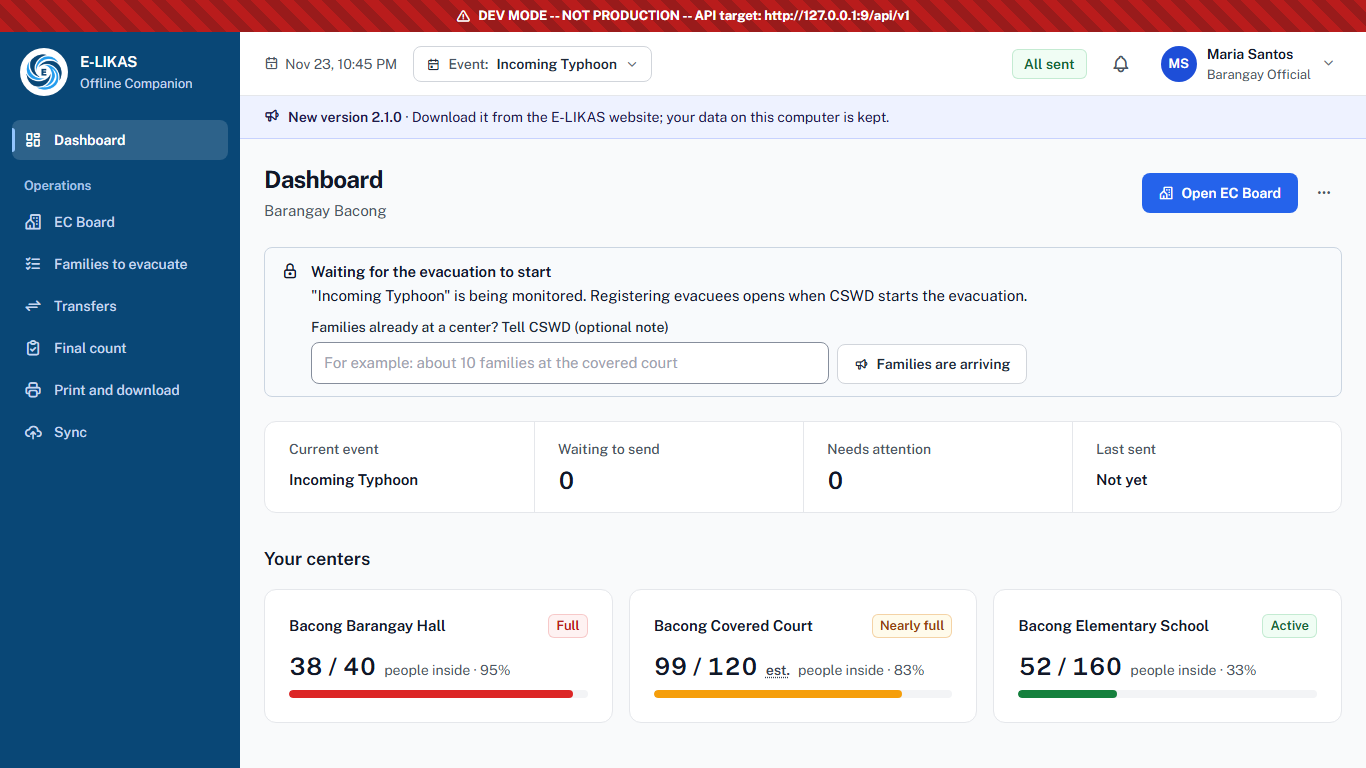 DEV MODE -- NOT PRODUCTION -- API target: http://127.0.0.1:9/api/v1
E-LIKAS
Offline Companion
Nov 23, 10:45 PM
Event: Incoming Typhoon
All sent
MS
Maria Santos
Barangay Official
New version 2.1.0 · Download it from the E-LIKAS website; your data on this computer is kept.
Dashboard
Operations
EC Board
Families to evacuate
Transfers
Final count
Print and download
Sync
Dashboard
Barangay Bacong
Open EC Board
Waiting for the evacuation to start
"Incoming Typhoon" is being monitored. Registering evacuees opens when CSWD starts the evacuation.
Families already at a center? Tell CSWD (optional note)
For example: about 10 families at the covered court
Families are arriving
Current event
Incoming Typhoon
Waiting to send
0
Needs attention
0
Last sent
Not yet
Your centers
Bacong Barangay Hall
Full
38 / 40 people inside · 95%
Bacong Covered Court
Nearly full
99 / 120 est. people inside · 83%
Bacong Elementary School
Active
52 / 160 people inside · 33%